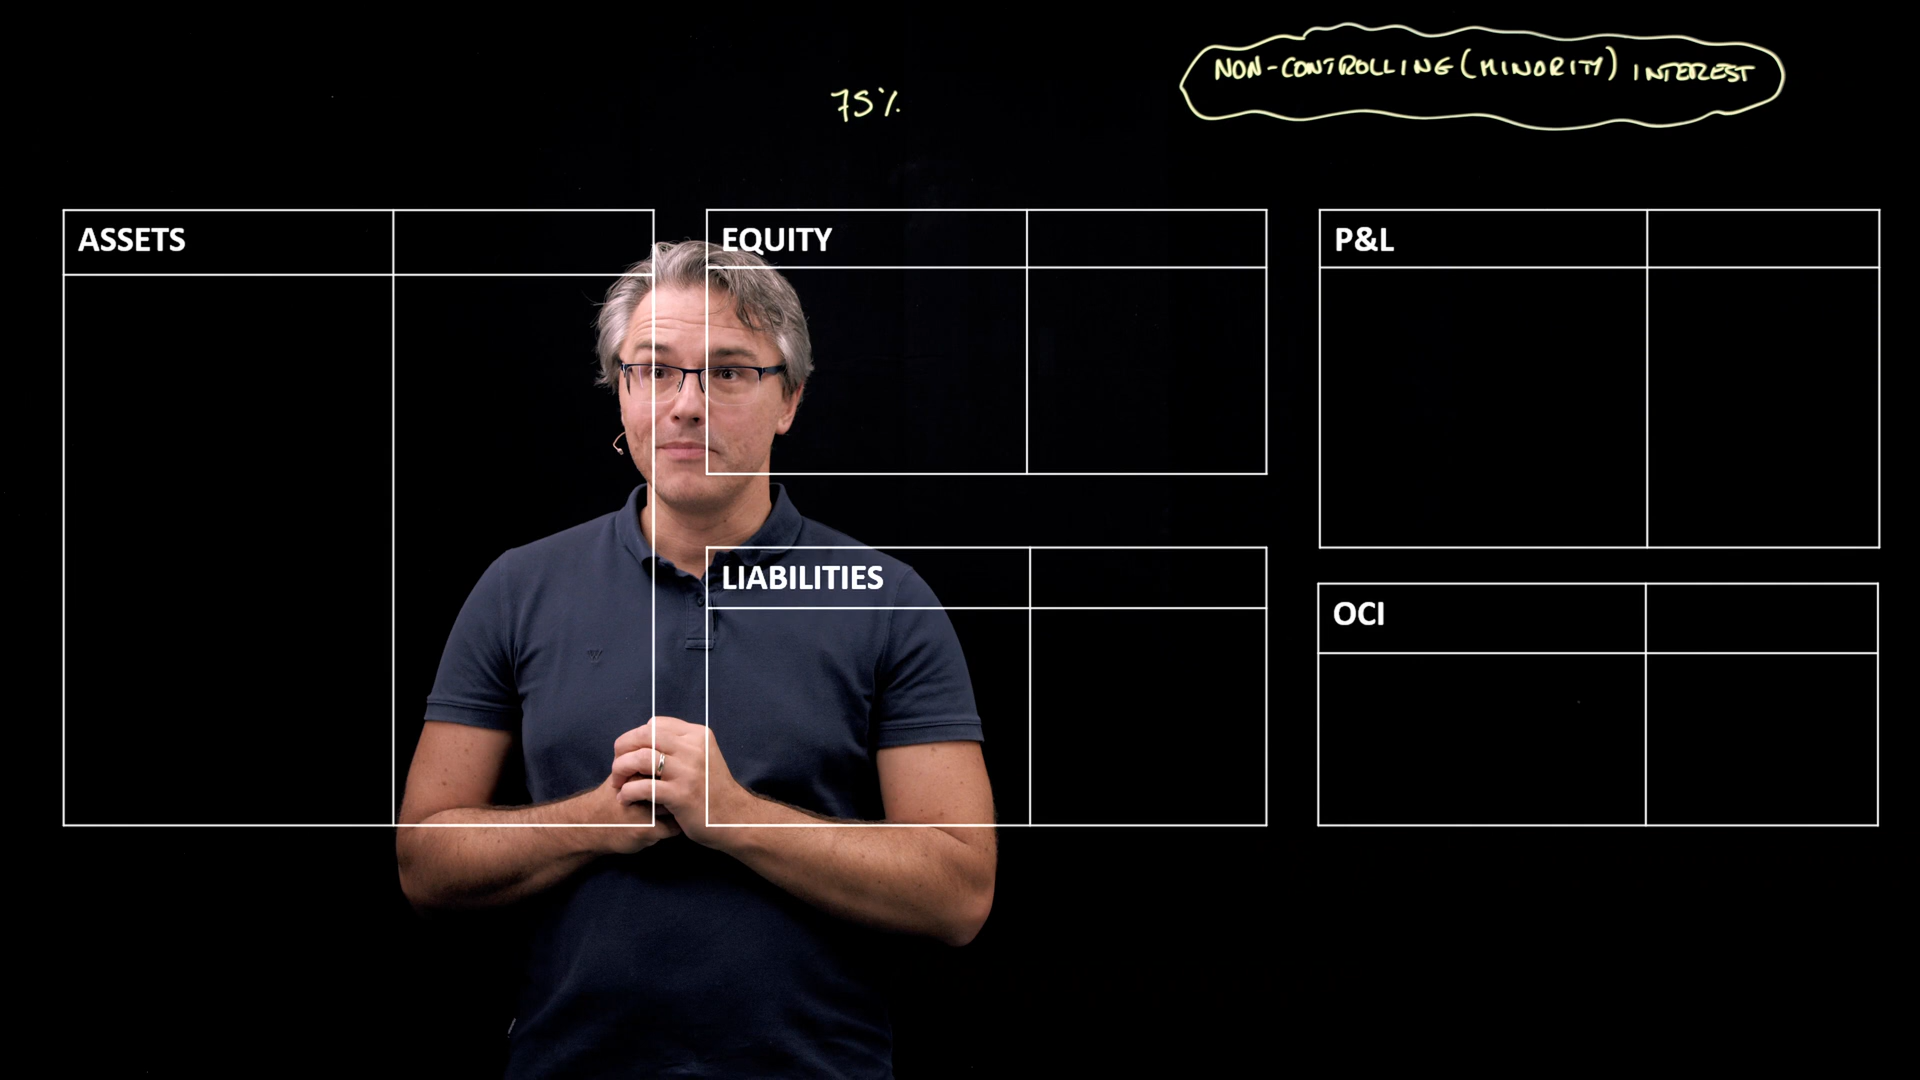 NON-CONTROLLING (MINORITY) INTEREST
75%
ASSETS
EQUITY
P&L
LIABILITIES
OCI